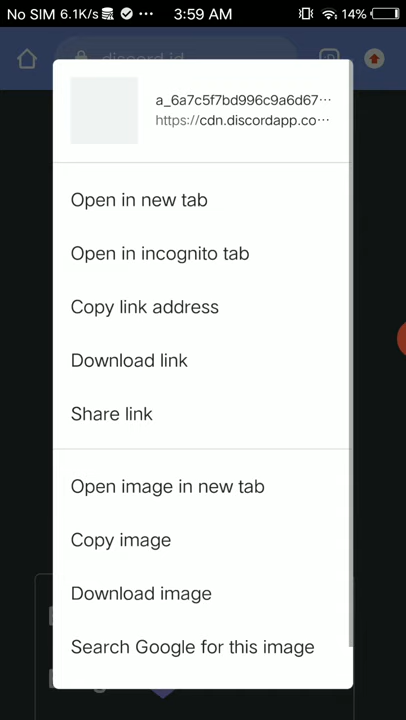 No SIM 6.1K/s ••• 3:59 AM 14%
discord.id
a_6a7c5f7bd996c9a6d67···
https://cdn.discordapp.co···
Open in new tab
Open in incognito tab
Copy link address
Download link
Share link
Open image in new tab
Copy image
Download image
Search Google for this image